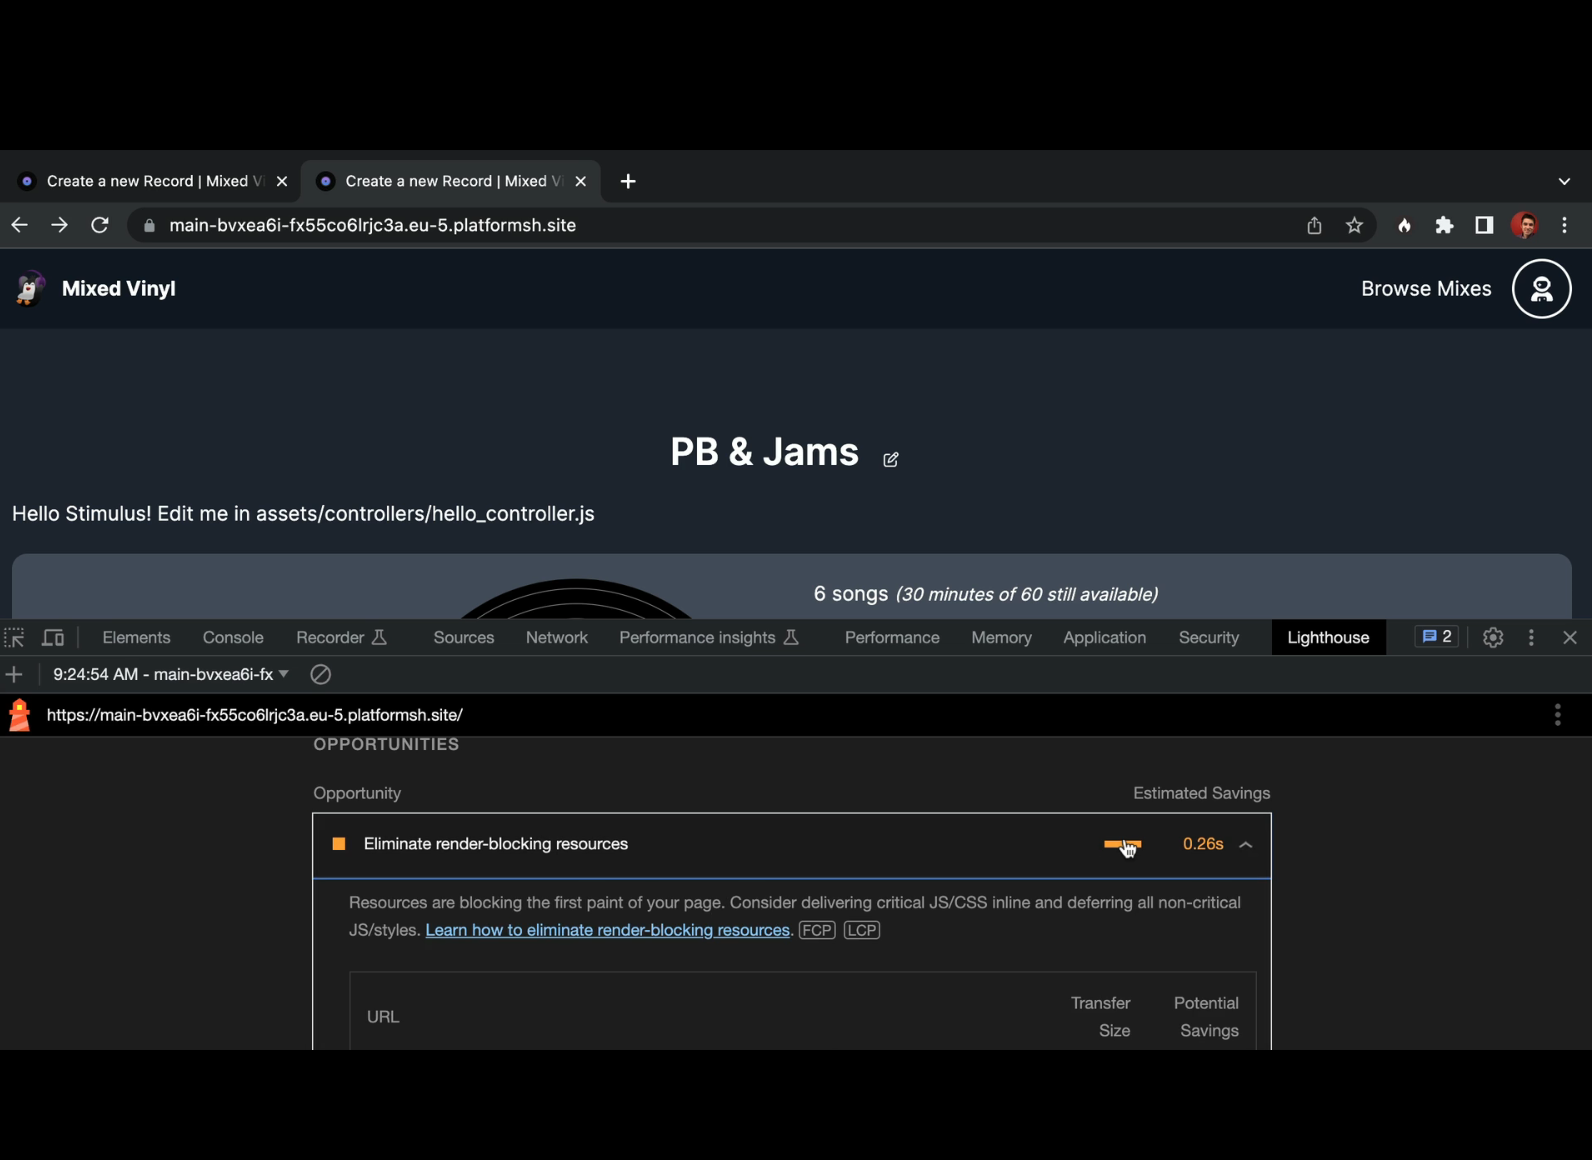 Create a new Record | Mixed Vi
Create a new Record | Mixed Vi
main-bvxea6i-fx55co6lrjc3a.eu-5.platformsh.site
Mixed Vinyl
Browse Mixes
PB & Jams
Hello Stimulus! Edit me in assets/controllers/hello_controller.js
6 songs (30 minutes of 60 still available)
Elements Console Recorder Sources Network Performance insights Performance Memory Application Security Lighthouse 2
9:24:54 AM - main-bvxea6i-fx
https://main-bvxea6i-fx55co6lrjc3a.eu-5.platformsh.site/
OPPORTUNITIES
Opportunity Estimated Savings
Eliminate render-blocking resources 0.26s
Resources are blocking the first paint of your page. Consider delivering critical JS/CSS inline and deferring all non-critical
JS/styles. Learn how to eliminate render-blocking resources. FCP LCP
URL
Transfer
Size
Potential
Savings